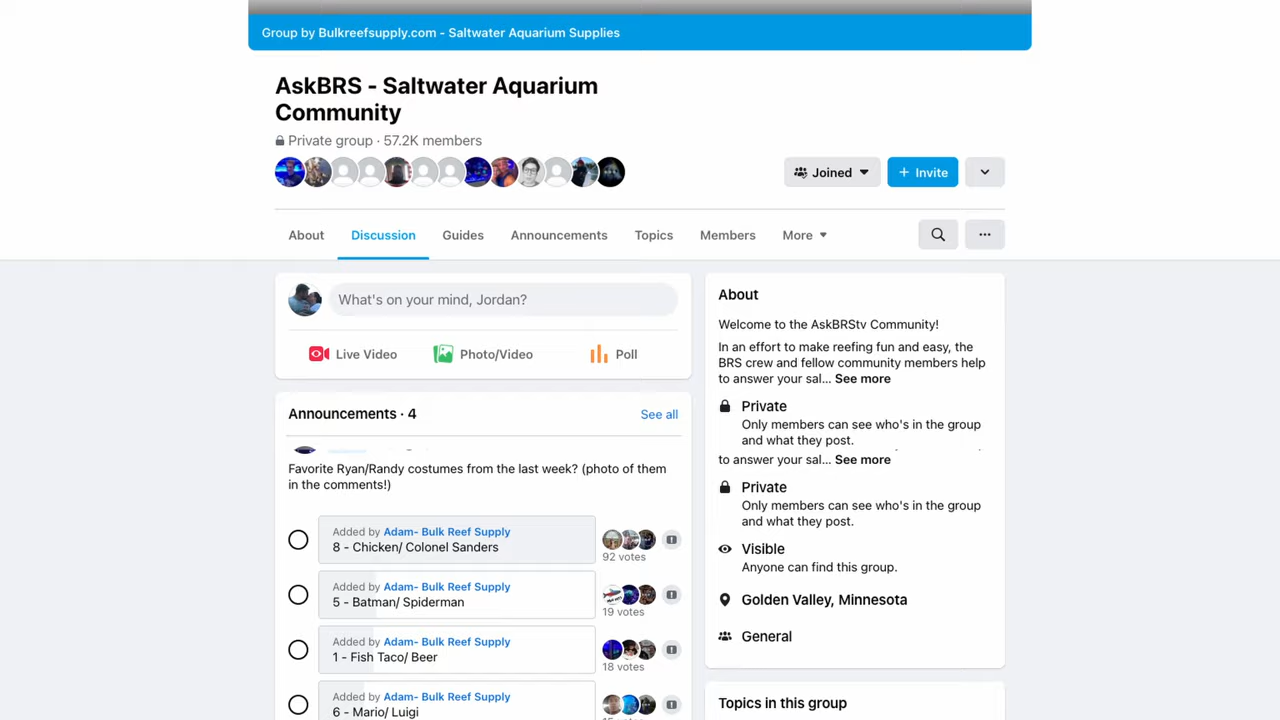 Group by Bulkreefsupply.com - Saltwater Aquarium Supplies
AskBRS - Saltwater Aquarium
Community
Private group · 57.2K members
Joined
+ Invite
About
Discussion
Guides
Announcements
Topics
Members
More
What's on your mind, Jordan?
Live Video
Photo/Video
Poll
Announcements · 4
See all
Favorite Ryan/Randy costumes from the last week? (photo of them
in the comments!)
Added by Adam- Bulk Reef Supply
8 - Chicken/ Colonel Sanders
92 votes
Added by Adam- Bulk Reef Supply
5 - Batman/ Spiderman
19 votes
Added by Adam- Bulk Reef Supply
1 - Fish Taco/ Beer
18 votes
Added by Adam- Bulk Reef Supply
6 - Mario/ Luigi
About
Welcome to the AskBRStv Community!
In an effort to make reefing fun and easy, the
BRS crew and fellow community members help
to answer your sal... See more
Private
Only members can see who's in the group
and what they post.
to answer your sal... See more
Private
Only members can see who's in the group
and what they post.
Visible
Anyone can find this group.
Golden Valley, Minnesota
General
Topics in this group